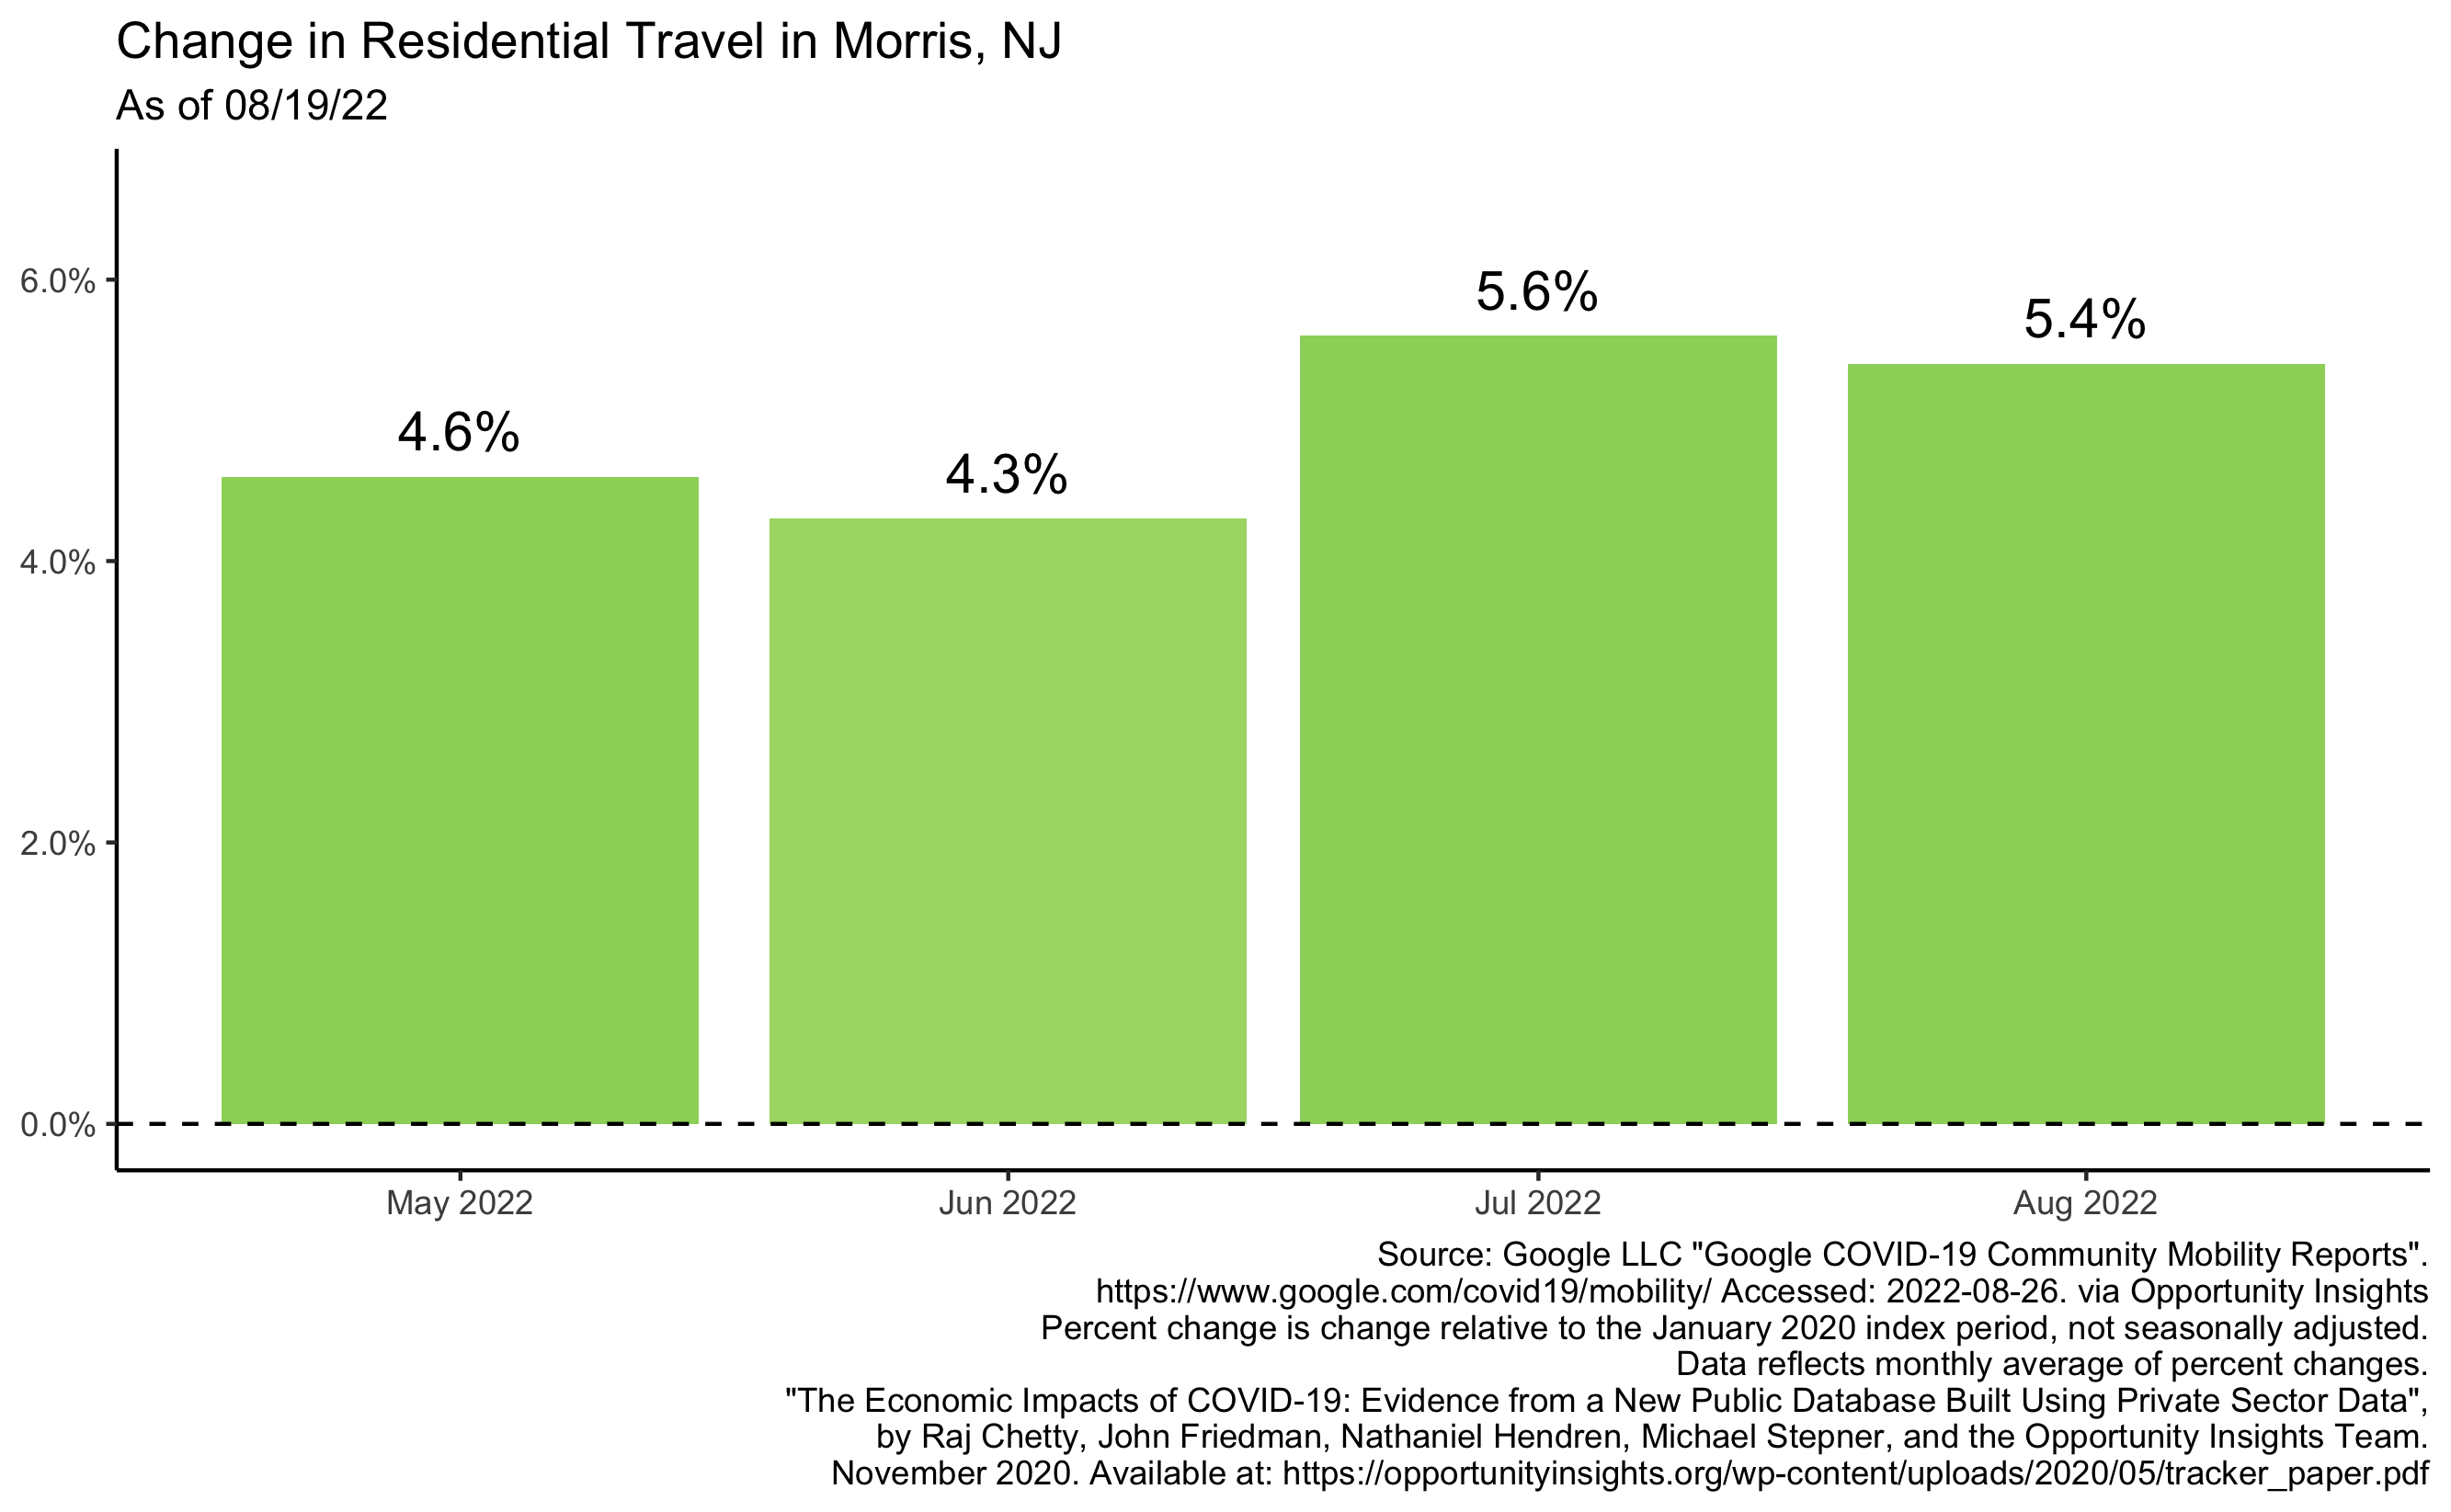 Change in Residential Travel in Morris, NJ
As of 08/19/22
6.0%
4.0%
2.0%
0.0%
4.6%
4.3%
5.6%
5.4%
May 2022
Jun 2022
Jul 2022
Aug 2022
Source: Google LLC "Google COVID-19 Community Mobility Reports".
https://www.google.com/covid19/mobility/ Accessed: 2022-08-26. via Opportunity Insights
Percent change is change relative to the January 2020 index period, not seasonally adjusted.
Data reflects monthly average of percent changes.
"The Economic Impacts of COVID-19: Evidence from a New Public Database Built Using Private Sector Data",
by Raj Chetty, John Friedman, Nathaniel Hendren, Michael Stepner, and the Opportunity Insights Team.
November 2020. Available at: https://opportunityinsights.org/wp-content/uploads/2020/05/tracker_paper.pdf